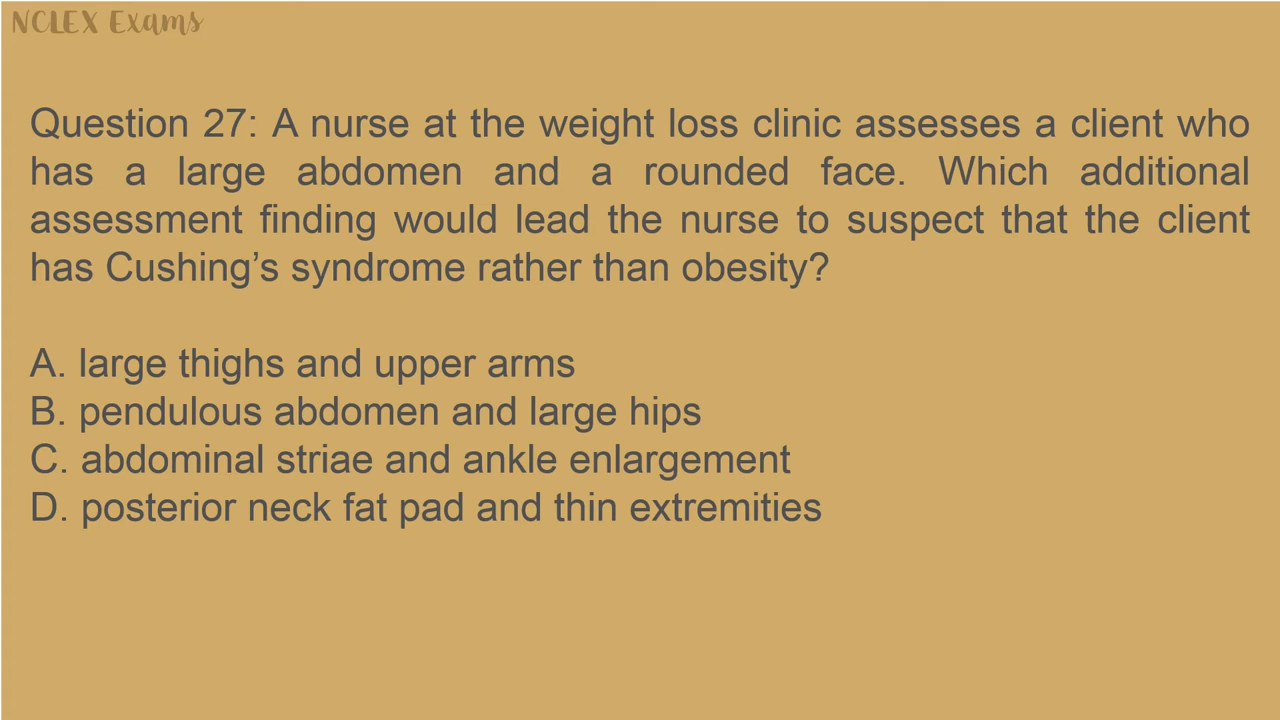 NCLEX Exams
Question 27: A nurse at the weight loss clinic assesses a client who
has a large abdomen and a rounded face. Which additional
assessment finding would lead the nurse to suspect that the client
has Cushing’s syndrome rather than obesity?
A. large thighs and upper arms
B. pendulous abdomen and large hips
C. abdominal striae and ankle enlargement
D. posterior neck fat pad and thin extremities